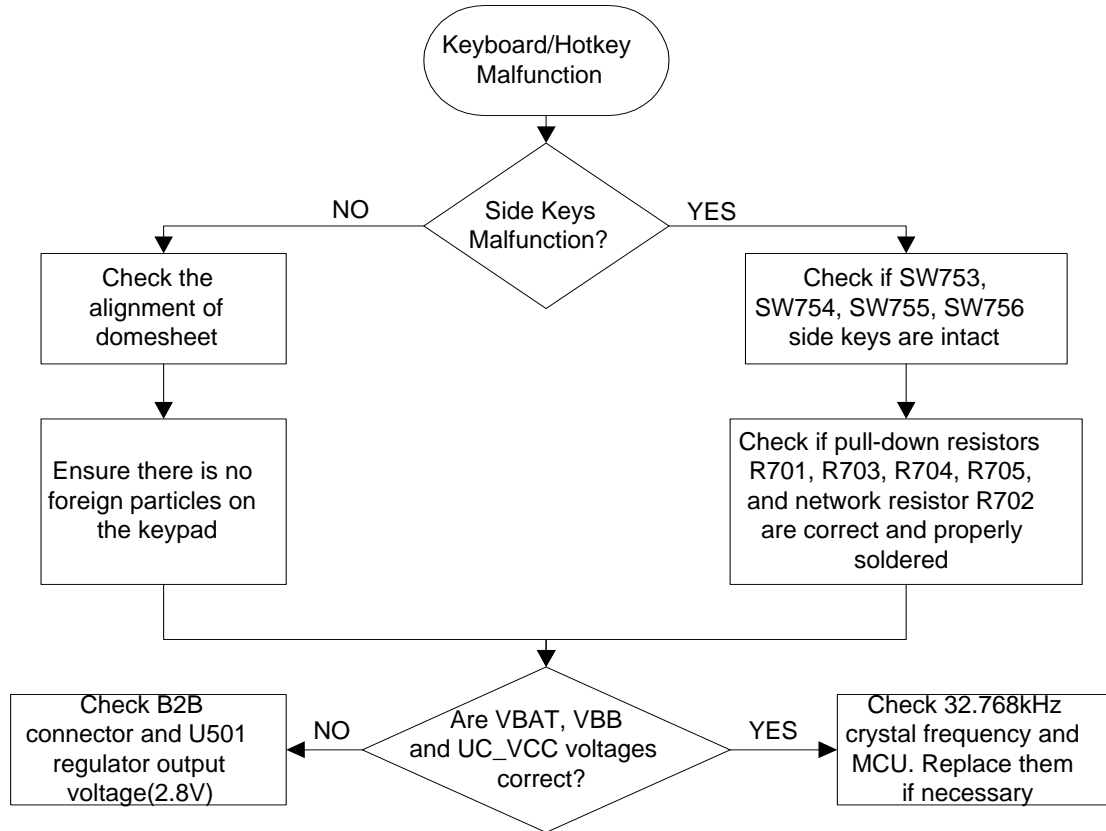 Keyboard/Hotkey
Malfunction
Side Keys
Malfunction?
NO
YES
Check the
alignment of
domesheet
Check if SW753,
SW754, SW755, SW756
side keys are intact
Ensure there is no
foreign particles on
the keypad
Check if pull-down resistors
R701, R703, R704, R705,
and network resistor R702
are correct and properly
soldered
Are VBAT, VBB
and UC_VCC voltages
correct?
NO
YES
Check B2B
connector and U501
regulator output
voltage(2.8V)
Check 32.768kHz
crystal frequency and
MCU. Replace them
if necessary